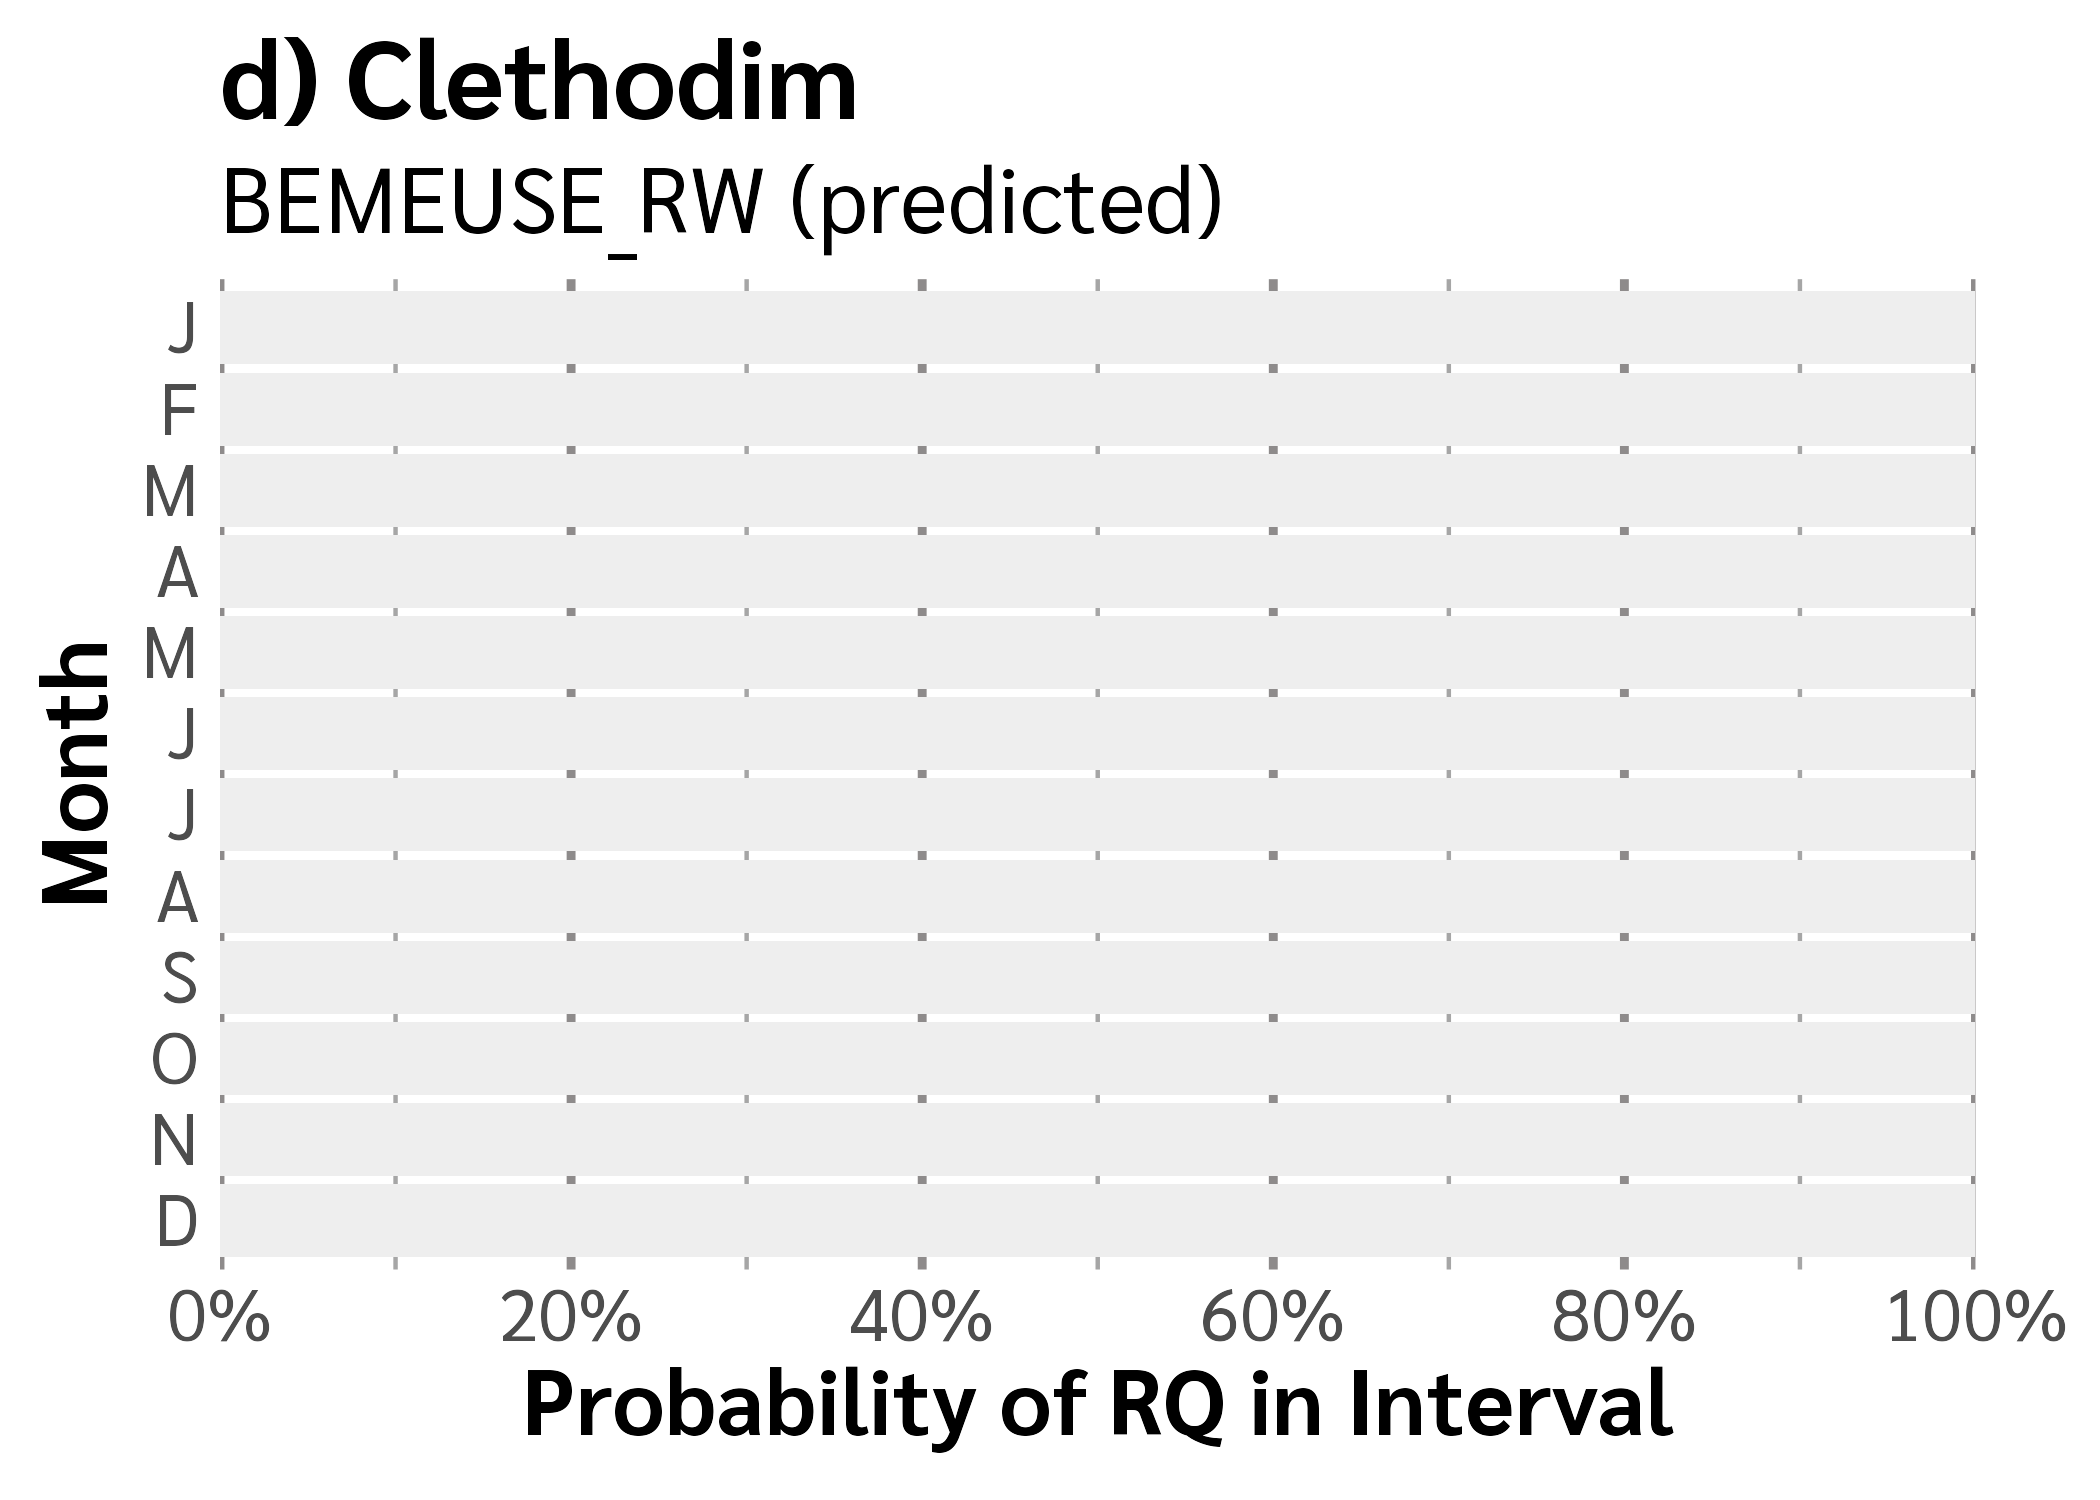 d) Clethodim
BEMEUSE_RW (predicted)
Month
J
F
M
A
M
J
J
A
S
O
N
D
0% 20% 40% 60% 80% 100%
Probability of RQ in Interval